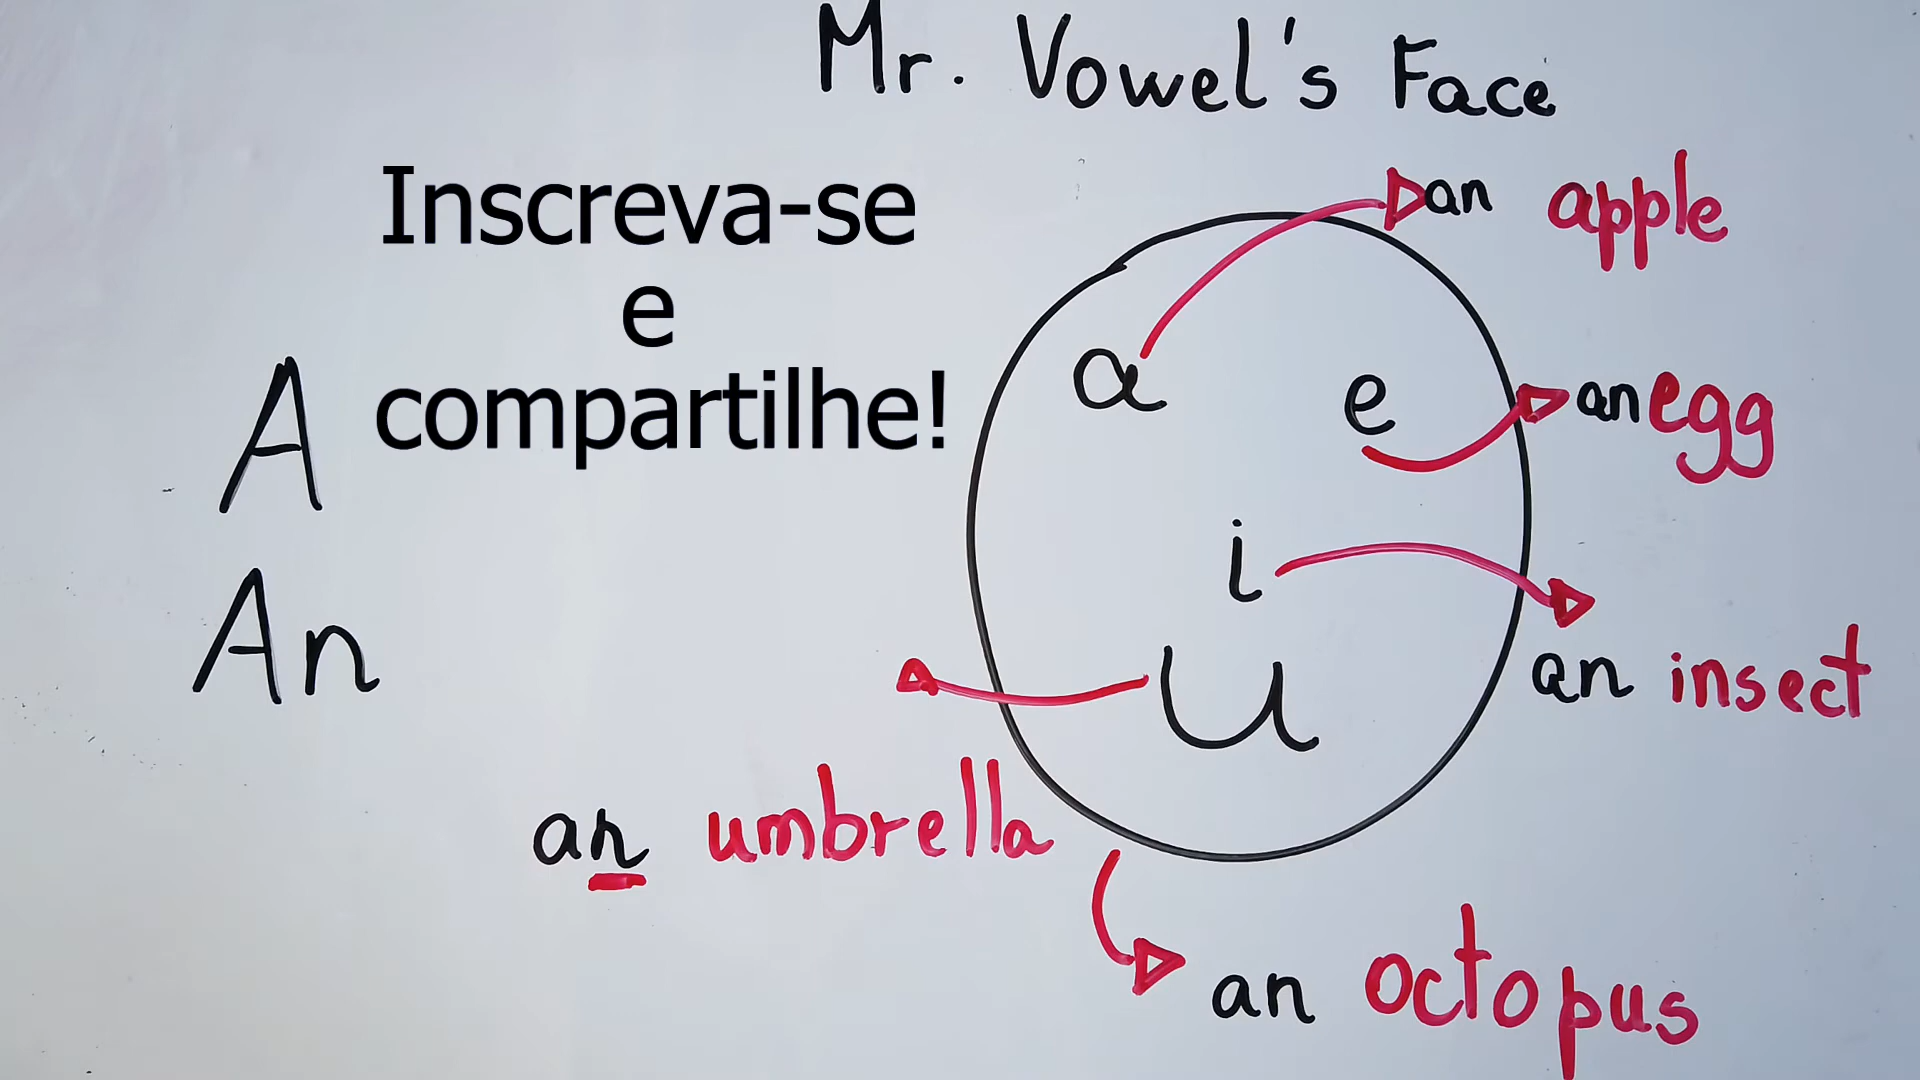 Mr. Vowel's Face
Inscreva-se
e
compartilhe!
an apple
a
e
an egg
A
i
an insect
An
u
an umbrella
an octopus